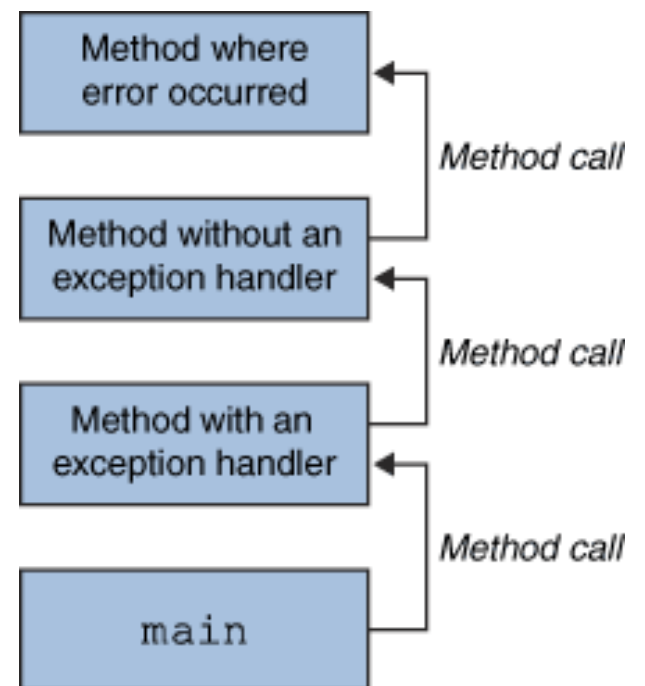 Method where
error occurred
Method call
Method without an
exception handler
Method call
Method with an
exception handler
Method call
main